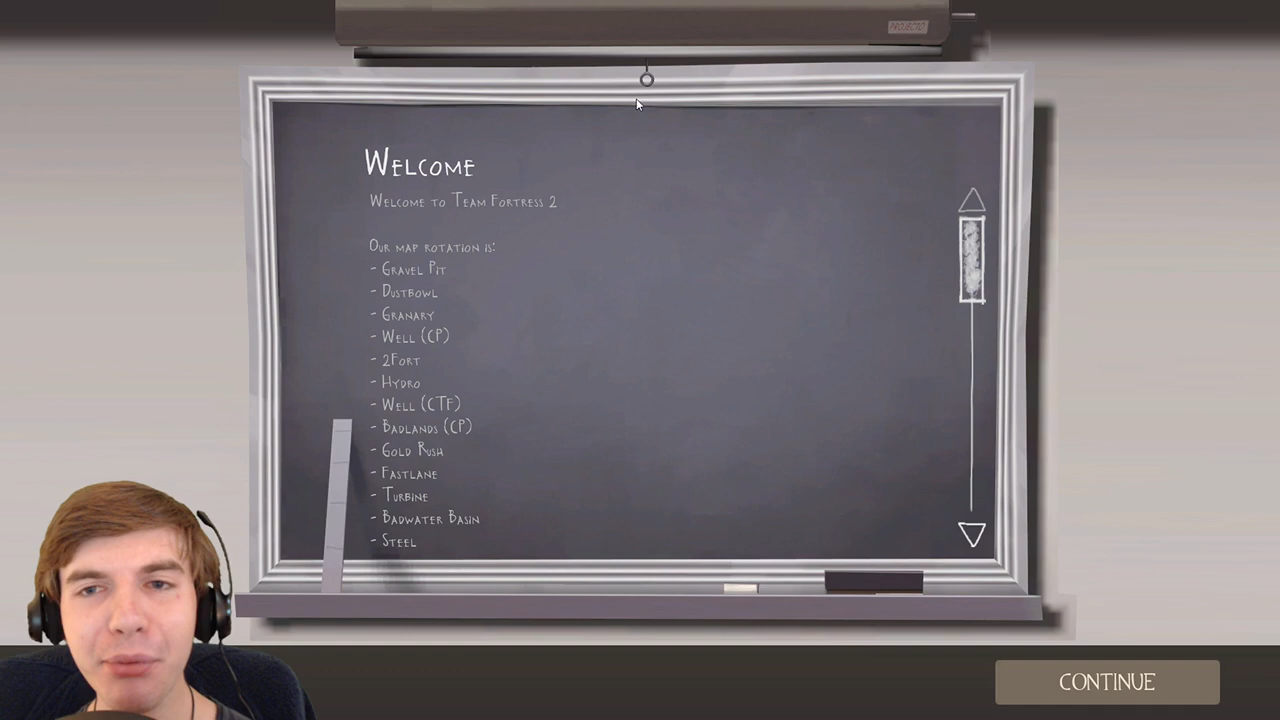 PROJECTO
WELCOME
WELCOME TO TEAM FORTRESS 2
OUR MAP ROTATION IS:
- GRAVEL PIT
- DUSTBOWL
- GRANARY
- WELL (CP)
- 2FORT
- HYDRO
- WELL (CTF)
- BADLANDS (CP)
- GOLD RUSH
- FASTLANE
- TURBINE
- BADWATER BASIN
- STEEL
CONTINUE